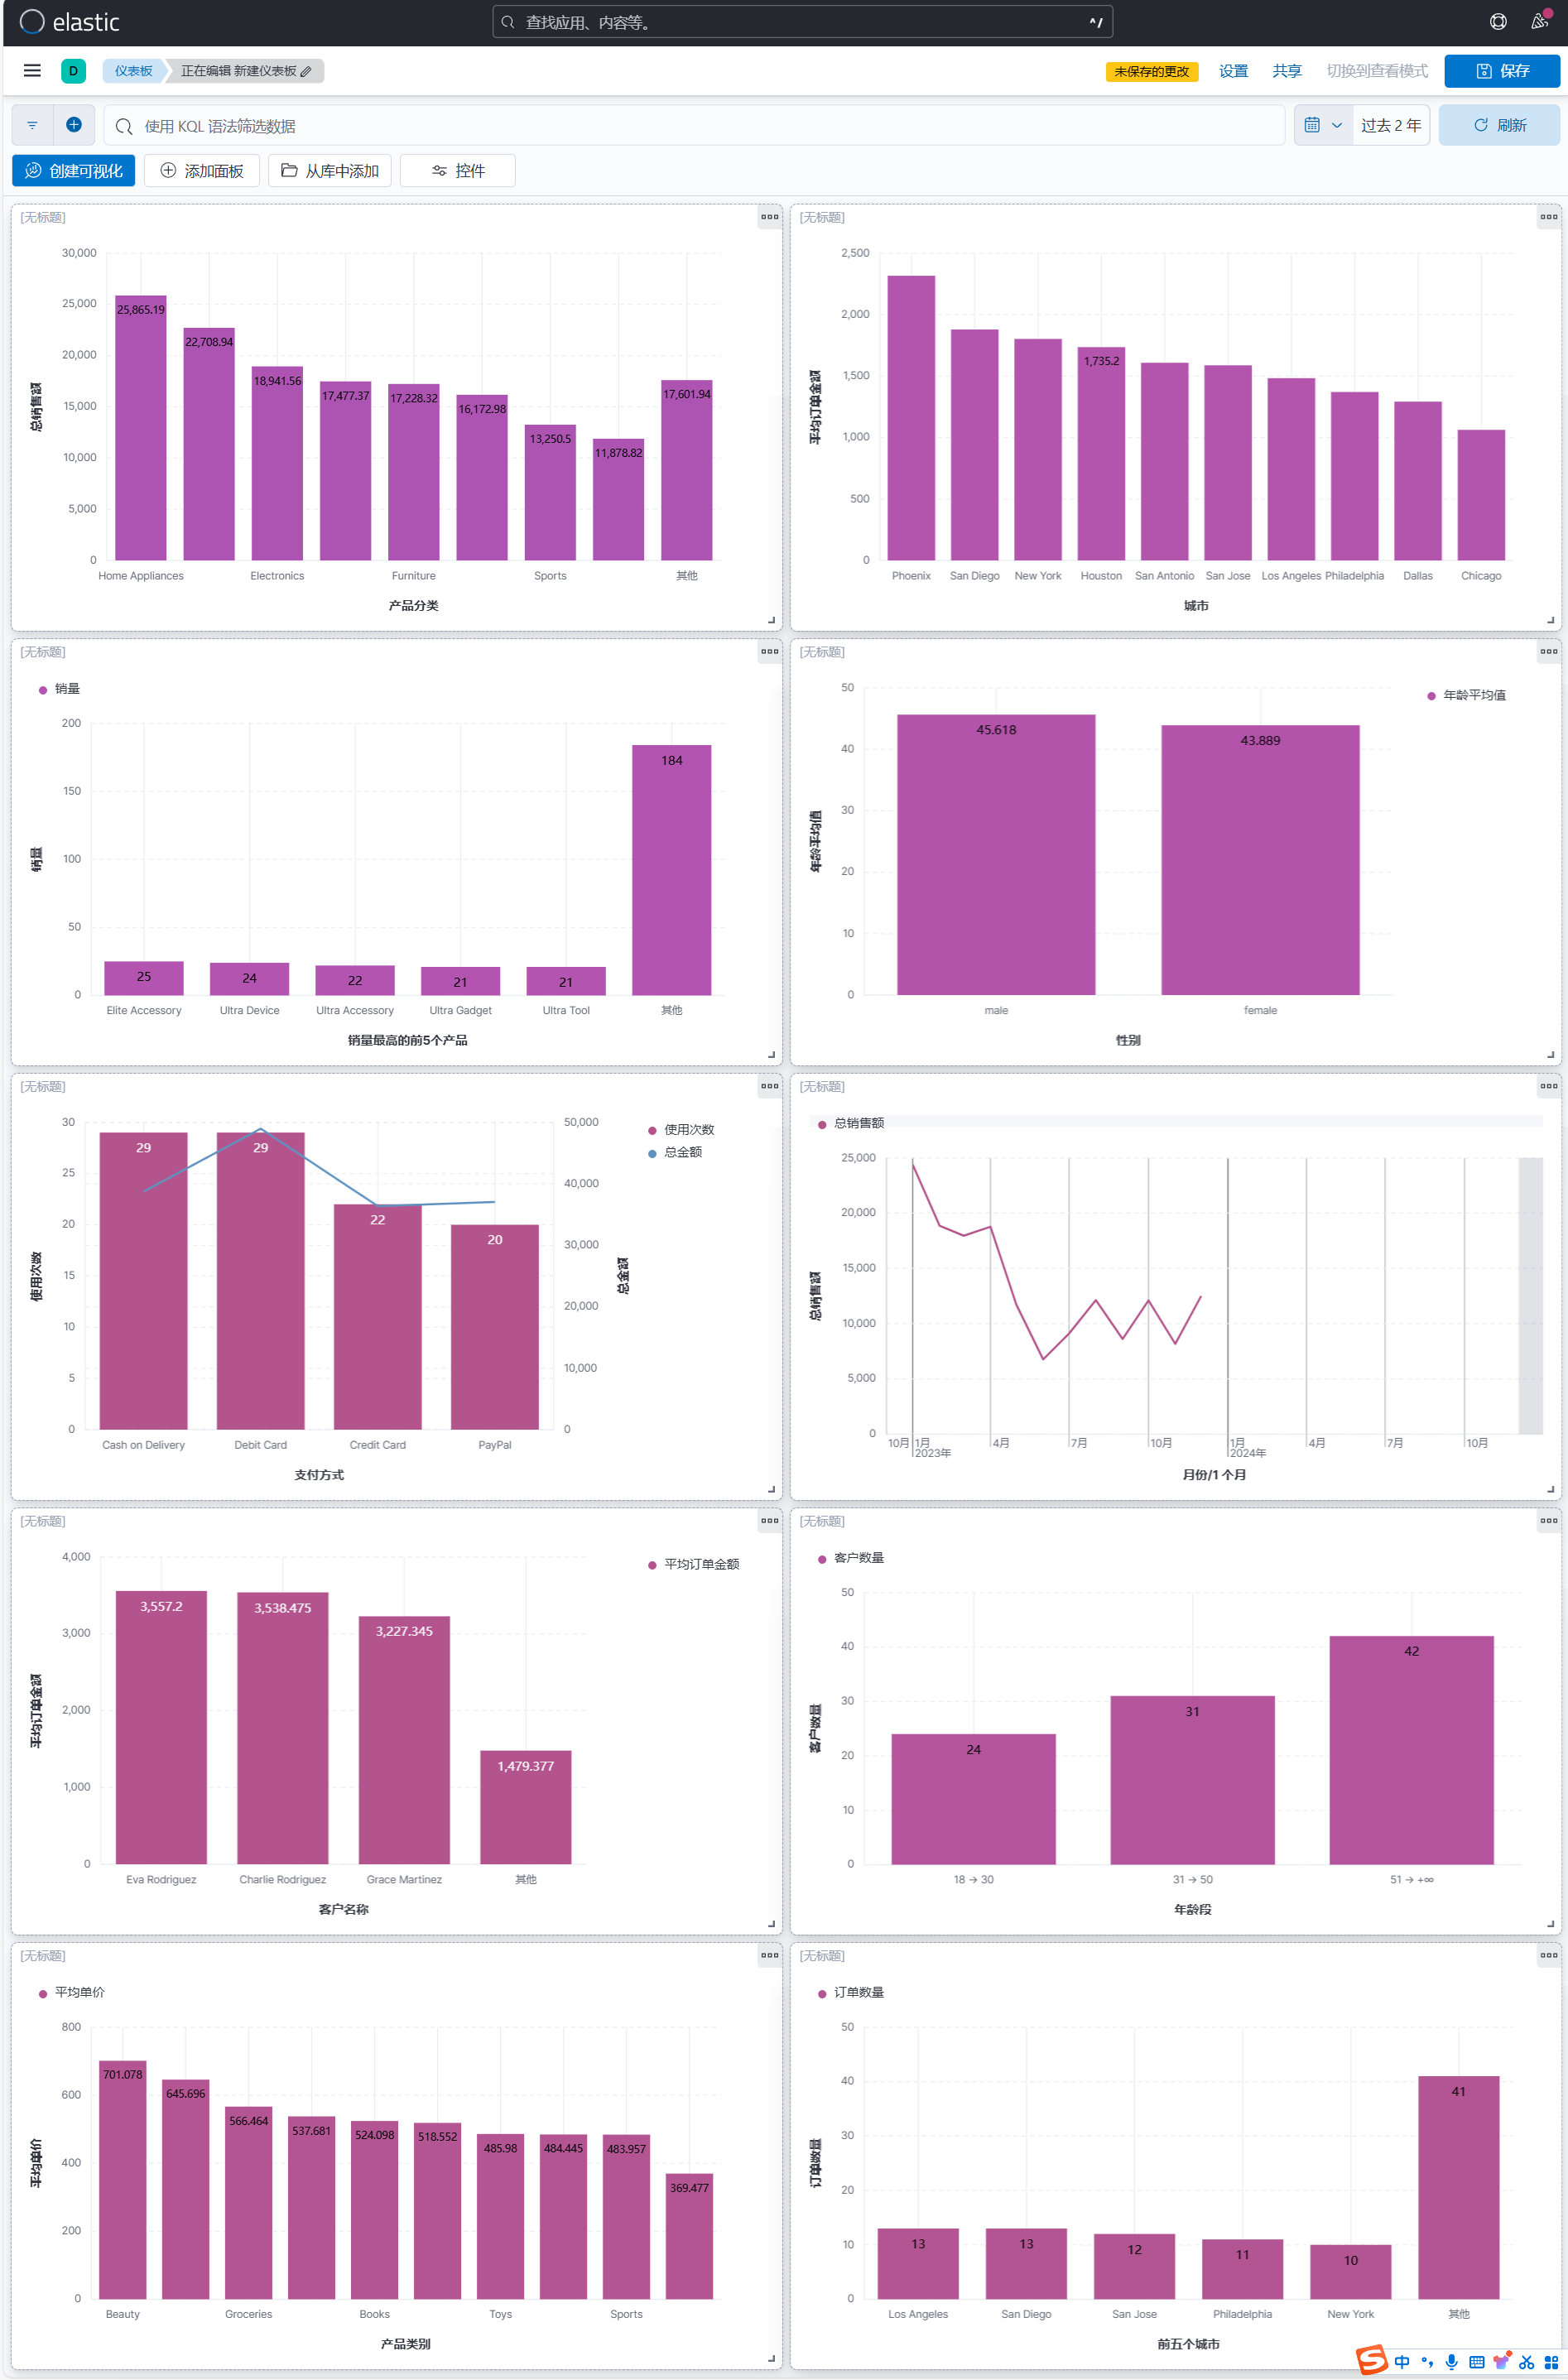 elastic
查找应用、内容等。
^/
D
仪表板
正在编辑 新建仪表板
未保存的更改
设置
共享
切换到查看模式
保存
使用 KQL 语法筛选数据
过去 2 年
刷新
创建可视化
添加面板
从库中添加
控件
[无标题]
30,000
25,000
20,000
15,000
10,000
5,000
0
总销售额
25,865.19
22,708.94
18,941.56
17,477.37
17,228.32
16,172.98
13,250.5
11,878.82
17,601.94
Home Appliances
Electronics
Furniture
Sports
其他
产品分类
[无标题]
2,500
2,000
1,500
1,000
500
0
平均订单金额
1,735.2
Phoenix
San Diego
New York
Houston
San Antonio
San Jose
Los Angeles
Philadelphia
Dallas
Chicago
城市
[无标题]
销量
200
150
100
50
0
销量
25
24
22
21
21
184
Elite Accessory
Ultra Device
Ultra Accessory
Ultra Gadget
Ultra Tool
其他
销量最高的前5个产品
[无标题]
年龄平均值
50
40
30
20
10
0
年龄平均值
45.618
43.889
male
female
性别
[无标题]
使用次数
总金额
30
25
20
15
10
5
0
使用次数
29
29
22
20
50,000
40,000
30,000
20,000
10,000
0
总金额
Cash on Delivery
Debit Card
Credit Card
PayPal
支付方式
[无标题]
总销售额
25,000
20,000
15,000
10,000
5,000
0
总销售额
10月
1月
4月
7月
10月
1月
4月
7月
10月
2023年
2024年
月份/1 个月
[无标题]
平均订单金额
4,000
3,000
2,000
1,000
0
平均订单金额
3,557.2
3,538.475
3,227.345
1,479.377
Eva Rodriguez
Charlie Rodriguez
Grace Martinez
其他
客户名称
[无标题]
客户数量
50
40
30
20
10
0
客户数量
24
31
42
18 → 30
31 → 50
51 → +∞
年龄段
[无标题]
平均单价
800
600
400
200
0
平均单价
701.078
645.696
566.464
537.681
524.098
518.552
485.98
484.445
483.957
369.477
Beauty
Groceries
Books
Toys
Sports
产品类别
[无标题]
订单数量
50
40
30
20
10
0
订单数量
13
13
12
11
10
41
Los Angeles
San Diego
San Jose
Philadelphia
New York
其他
前五个城市
S
中